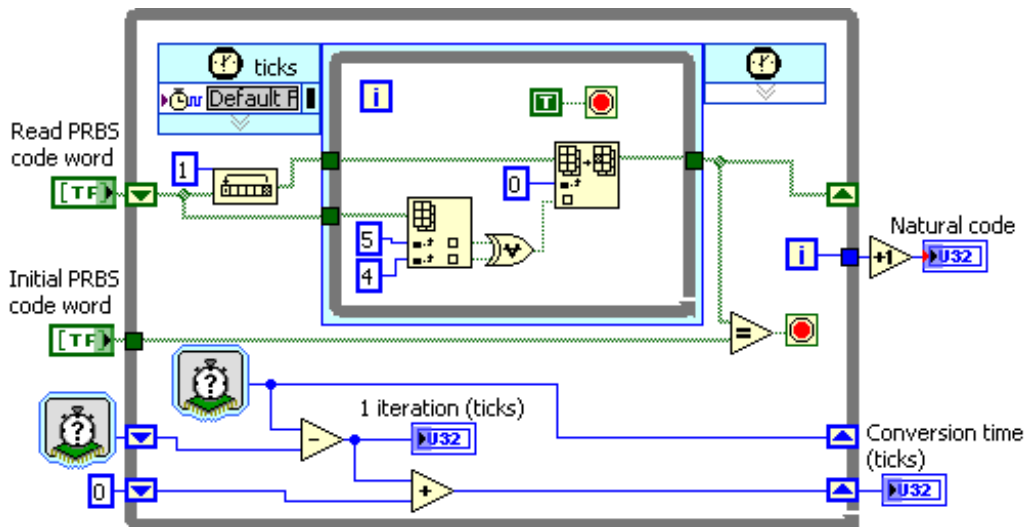 ticks
Default F
i
T
Read PRBS
code word
[TF]
1
0
5
4
Natural code
i
+1
U32
Initial PRBS
code word
[TF]
=
?
?
1 iteration (ticks)
-
U32
Conversion time
(ticks)
0
+
U32